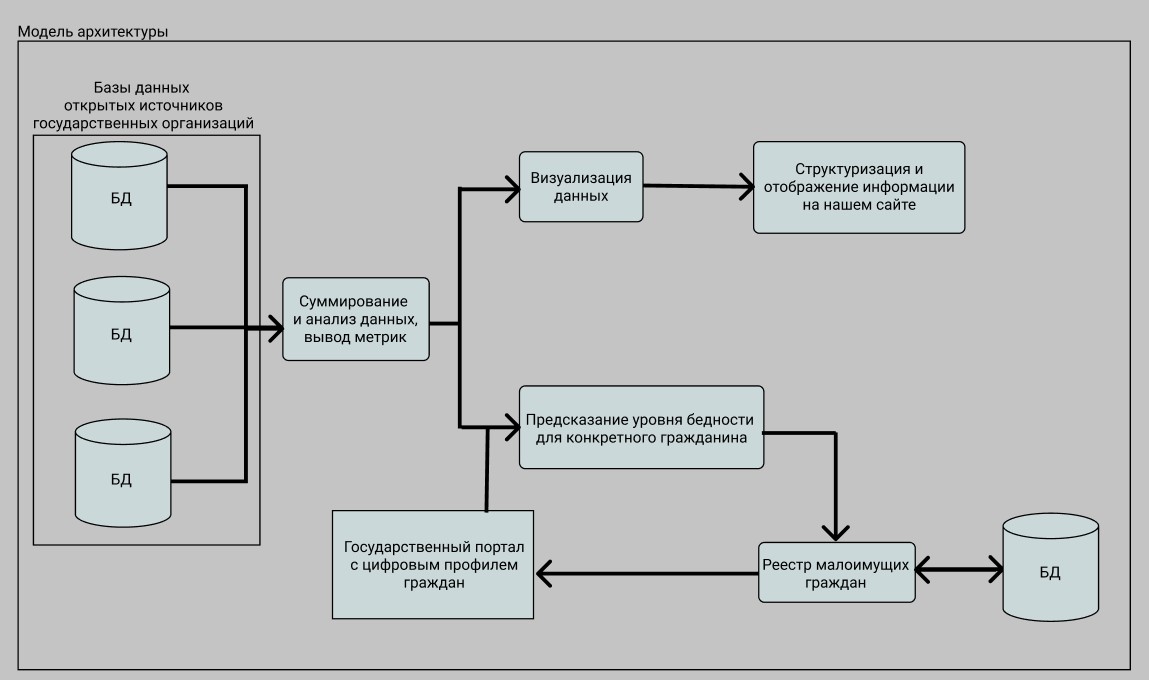 Модель архитектуры
Базы данных
открытых источников
государственных организаций
БД
БД
БД
Суммирование
и анализ данных,
вывод метрик
Визуализация
данных
Структуризация и
отображение информации
на нашем сайте
Предсказание уровня бедности
для конкретного гражданина
Государственный портал
с цифровым профилем
граждан
Реестр малоимущих
граждан
БД